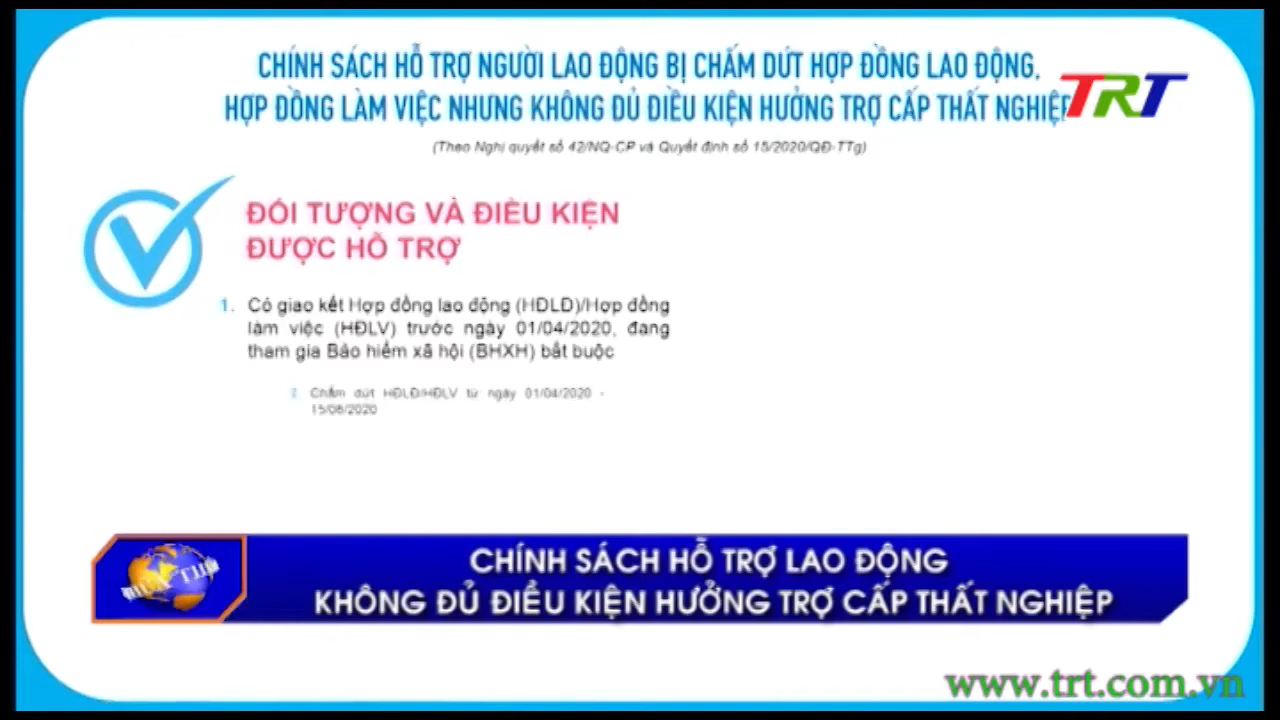 CHÍNH SÁCH HỖ TRỢ NGƯỜI LAO ĐỘNG BỊ CHẤM DỨT HỢP ĐỒNG LAO ĐỘNG,
HỢP ĐỒNG LÀM VIỆC NHƯNG KHÔNG ĐỦ ĐIỀU KIỆN HƯỞNG TRỢ CẤP THẤT NGHIỆP
TRT
(Theo Nghị quyết số 42/NQ-CP và Quyết định số 15/2020/QĐ-TTg)
ĐỐI TƯỢNG VÀ ĐIỀU KIỆN
ĐƯỢC HỖ TRỢ
1. Có giao kết Hợp đồng lao động (HĐLĐ)/Hợp đồng
làm việc (HĐLV) trước ngày 01/04/2020, đang
tham gia Bảo hiểm xã hội (BHXH) bắt buộc
2. Chấm dứt HĐLĐ/HĐLV từ ngày 01/04/2020 -
15/06/2020
CHÍNH SÁCH HỖ TRỢ LAO ĐỘNG
KHÔNG ĐỦ ĐIỀU KIỆN HƯỞNG TRỢ CẤP THẤT NGHIỆP
www.trt.com.vn